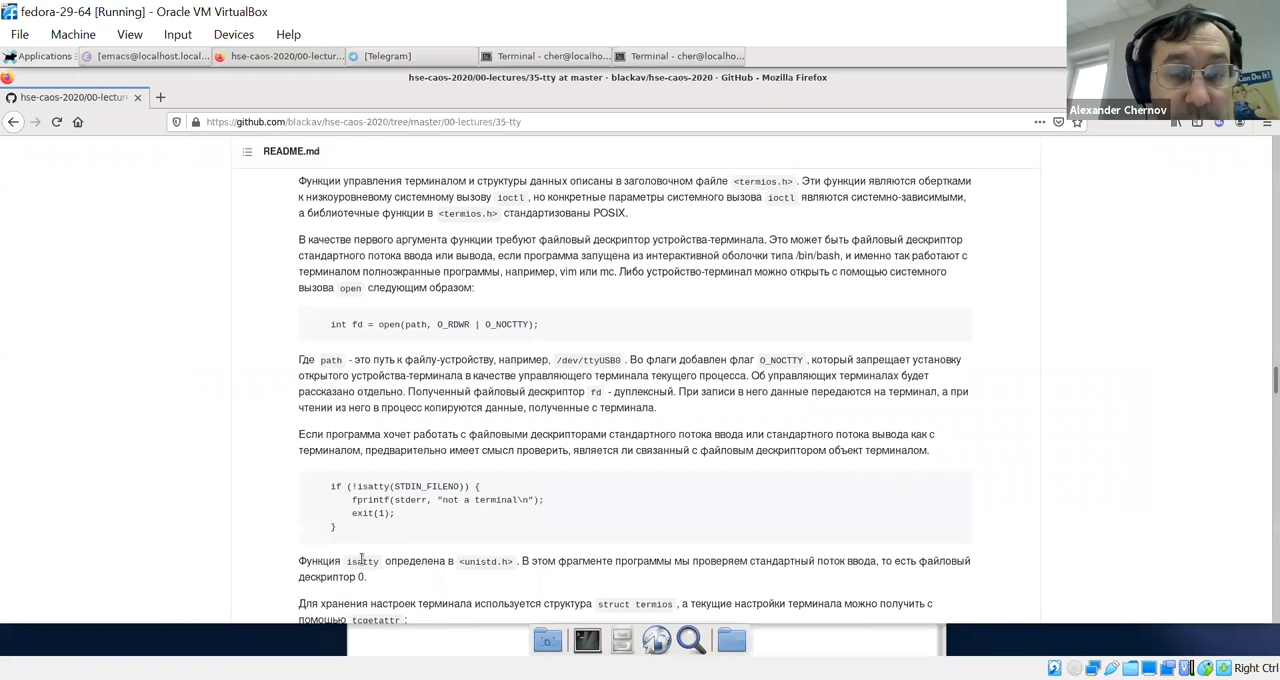 fedora-29-64 [Running] - Oracle VM VirtualBox
File Machine View Input Devices Help
Applications [emacs@localhost.local... hse-caos-2020/00-lectur... [Telegram] Terminal - cher@localho... Terminal - cher@localho...
hse-caos-2020/00-lectures/35-tty at master · blackav/hse-caos-2020 · GitHub - Mozilla Firefox
hse-caos-2020/00-lectur
Can Do It!
Alexander Chernov
https://github.com/blackav/hse-caos-2020/tree/master/00-lectures/35-tty
README.md
Функции управления терминалом и структуры данных описаны в заголовочном файле <termios.h>. Эти функции являются обертками
к низкоуровневому системному вызову ioctl, но конкретные параметры системного вызова ioctl являются системно-зависимыми,
а библиотечные функции в <termios.h> стандартизованы POSIX.
В качестве первого аргумента функции требуют файловый дескриптор устройства-терминала. Это может быть файловый дескриптор
стандартного потока ввода или вывода, если программа запущена из интерактивной оболочки типа /bin/bash, и именно так работают с
терминалом полноэкранные программы, например, vim или mc. Либо устройство-терминал можно открыть с помощью системного
вызова open следующим образом:
int fd = open(path, O_RDWR | O_NOCTTY);
Где path - это путь к файлу-устройству, например, /dev/ttyUSB0. Во флаги добавлен флаг O_NOCTTY, который запрещает установку
открытого устройства-терминала в качестве управляющего терминала текущего процесса. Об управляющих терминалах будет
рассказано отдельно. Полученный файловый дескриптор fd - дуплексный. При записи в него данные передаются на терминал, а при
чтении из него в процесс копируются данные, полученные с терминала.
Если программа хочет работать с файловыми дескрипторами стандартного потока ввода или стандартного потока вывода как с
терминалом, предварительно имеет смысл проверить, является ли связанный с файловым дескриптором объект терминалом.
if (!isatty(STDIN_FILENO)) {
fprintf(stderr, "not a terminal\n");
exit(1);
}
Функция isatty определена в <unistd.h>. В этом фрагменте программы мы проверяем стандартный поток ввода, то есть файловый
дескриптор 0.
Для хранения настроек терминала используется структура struct termios, а текущие настройки терминала можно получить с
помощью tcgetattr:
Right Ctrl